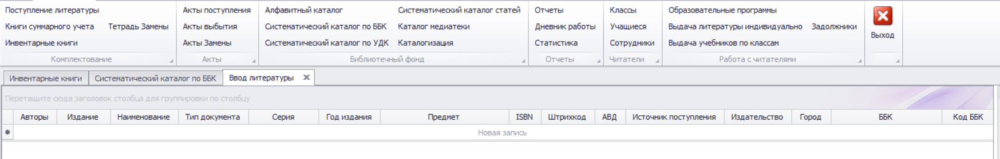 Поступление литературы
Книги суммарного учета Тетрадь Замены
Инвентарные книги
Комплектование
Акты поступления
Акты выбытия
Акты Замены
Акты
Алфавитный каталог Систематический каталог статей
Систематический каталог по ББК Каталог медиатеки
Систематический каталог по УДК Каталогизация
Библиотечный фонд
Отчеты
Дневник работы
Статистика
Отчеты
Классы
Учащиеся
Сотрудники
Читатели
Образовательные программы
Выдача литературы индивидуально Задолжники
Выдача учебников по классам
Работа с читателями
Выход
Инвентарные книги Систематический каталог по ББК Ввод литературы
Перетащите сюда заголовок столбца для группировки по столбцу
Авторы Издание Наименование Тип документа Серия Год издания Предмет ISBN Штрихкод АВД Источник поступления Издательство Город ББК Код ББК
Новая запись